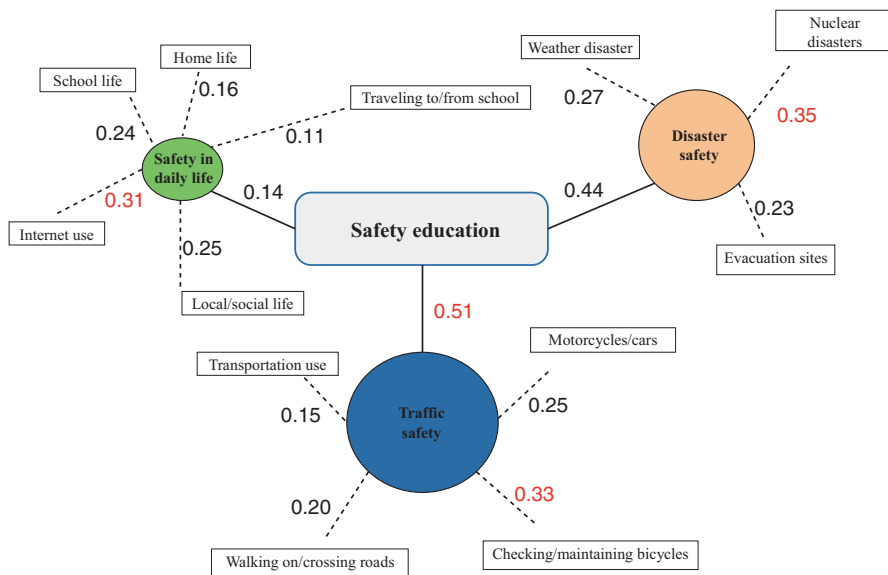 Nuclear
disasters
Weather disaster
Home life
School life
0.16
0.27
Traveling to/from school
0.35
0.24
0.11
Disaster
safety
Safety in
daily life
0.14
0.44
0.31
0.23
Internet use
Safety education
0.25
Evacuation sites
Local/social life
0.51
Motorcycles/cars
Transportation use
0.15
0.25
Traffic
safety
0.20
0.33
Walking on/crossing roads
Checking/maintaining bicycles